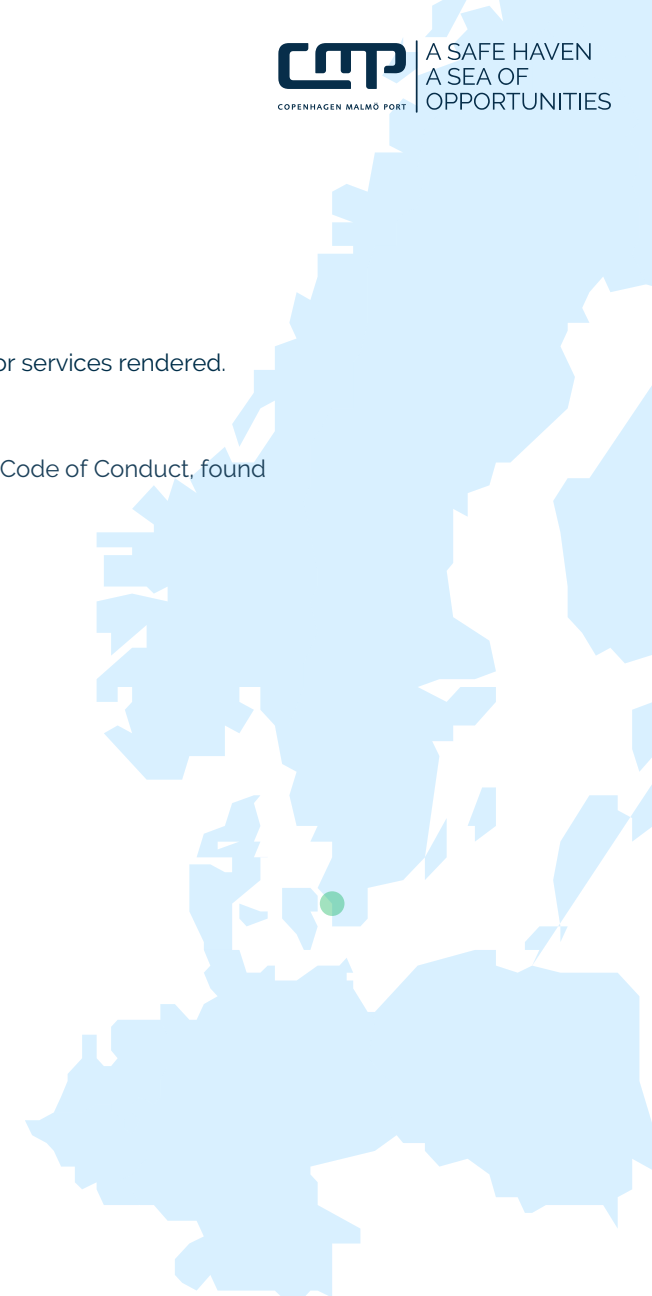 CMP
COPENHAGEN MALMÖ PORT
A SAFE HAVEN
A SEA OF
OPPORTUNITIES
or services rendered.
Code of Conduct, found